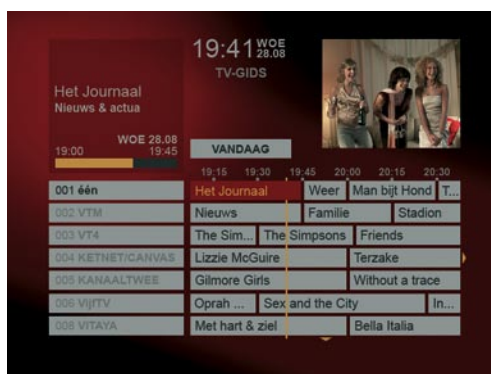 19:41 WOE 28.08
TV-GIDS
Het Journaal
Nieuws & actua
WOE 28.08
19:00 19:45
VANDAAG
19:15 19:30 19:45 20:00 20:15 20:30
001 één Het Journaal Weer Man bijt Hond T...
002 VTM Nieuws Familie Stadion
003 VT4 The Sim... The Simpsons Friends
004 KETNET/CANVAS Lizzie McGuire Terzake
005 KANAALTWEE Gilmore Girls Without a trace
006 VijfTV Oprah ... Sex and the City In...
008 VITAYA Met hart & ziel Bella Italia